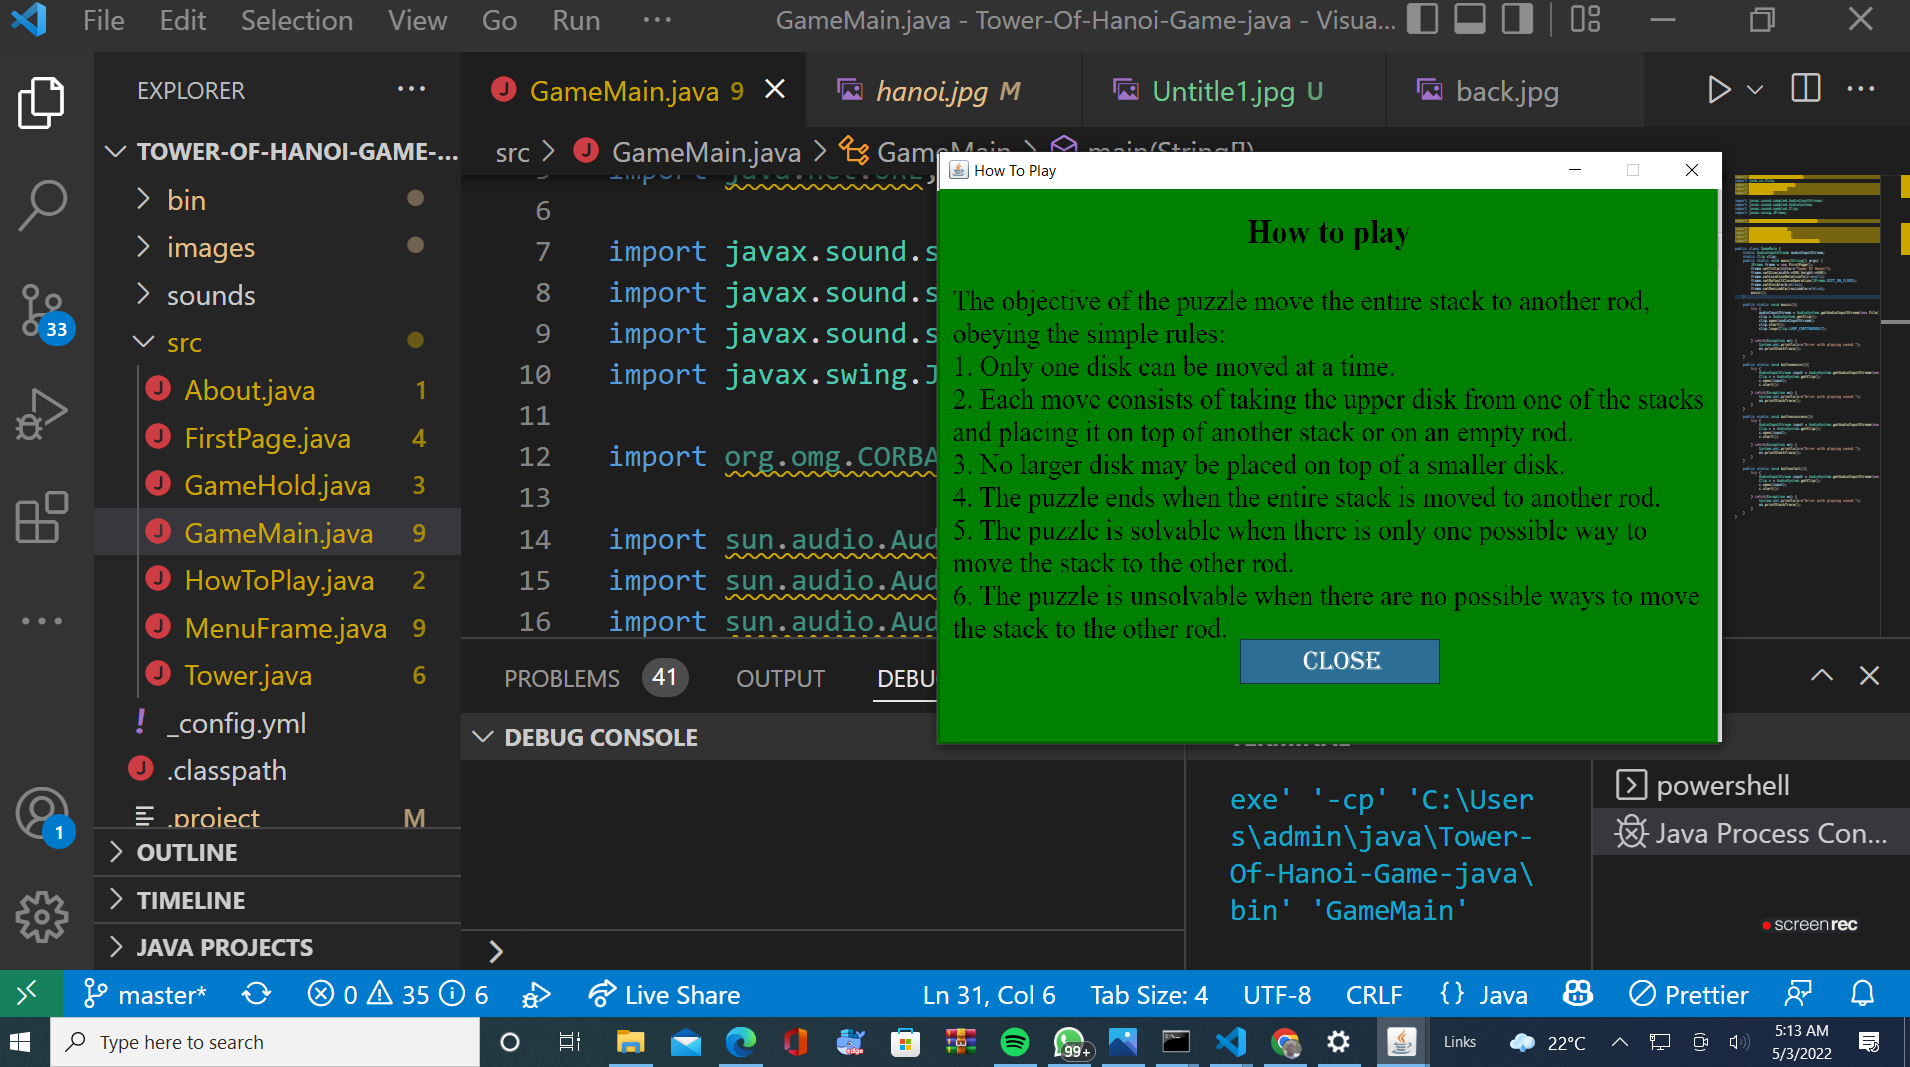 File Edit Selection View Go Run ··· GameMain.java - Tower-Of-Hanoi-Game-java - Visua...
EXPLORER ···
TOWER-OF-HANOI-GAME-...
bin
images
sounds
src
About.java 1
FirstPage.java 4
GameHold.java 3
GameMain.java 9
HowToPlay.java 2
MenuFrame.java 9
Tower.java 6
_config.yml
.classpath
.project M
OUTLINE
TIMELINE
JAVA PROJECTS
33
1
GameMain.java 9 hanoi.jpg M Untitle1.jpg U back.jpg
src > GameMain.java > GameMain > main(String[])
import java.net.URL;
6
7 import javax.sound.s
8 import javax.sound.s
9 import javax.sound.s
10 import javax.swing.J
11
12 import org.omg.CORBA
13
14 import sun.audio.Aud
15 import sun.audio.Aud
16 import sun.audio.Aud
How To Play
How to play
The objective of the puzzle move the entire stack to another rod,
obeying the simple rules:
1. Only one disk can be moved at a time.
2. Each move consists of taking the upper disk from one of the stacks
and placing it on top of another stack or on an empty rod.
3. No larger disk may be placed on top of a smaller disk.
4. The puzzle ends when the entire stack is moved to another rod.
5. The puzzle is solvable when there is only one possible way to
move the stack to the other rod.
6. The puzzle is unsolvable when there are no possible ways to move
the stack to the other rod.
CLOSE
PROBLEMS 41 OUTPUT DEBU
DEBUG CONSOLE
TERMINAL
exe' '-cp' 'C:\User
s\admin\java\Tower-
Of-Hanoi-Game-java\
bin' 'GameMain'
powershell
Java Process Con...
screenrec
master* 0 35 6 Live Share Ln 31, Col 6 Tab Size: 4 UTF-8 CRLF {} Java Prettier
Type here to search
99+
Links 22°C
5:13 AM
5/3/2022